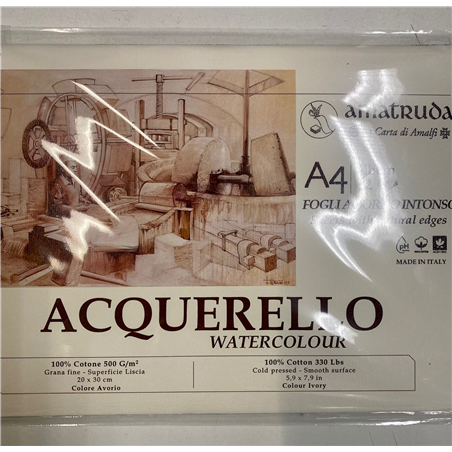 amatruda
Carta di Amalfi
A4
FOGLI A BORDO INTONSO
edges
pH
MADE IN ITALY
ACQUERELLO
WATERCOLOUR
100% Cotone 500 G/m² 100% Cotton 330 Lbs
Grana fine - Superficie Liscia Cold pressed - Smooth surface
20 x 30 cm 5,9 x 7,9 in
Colore Avorio Colour Ivory